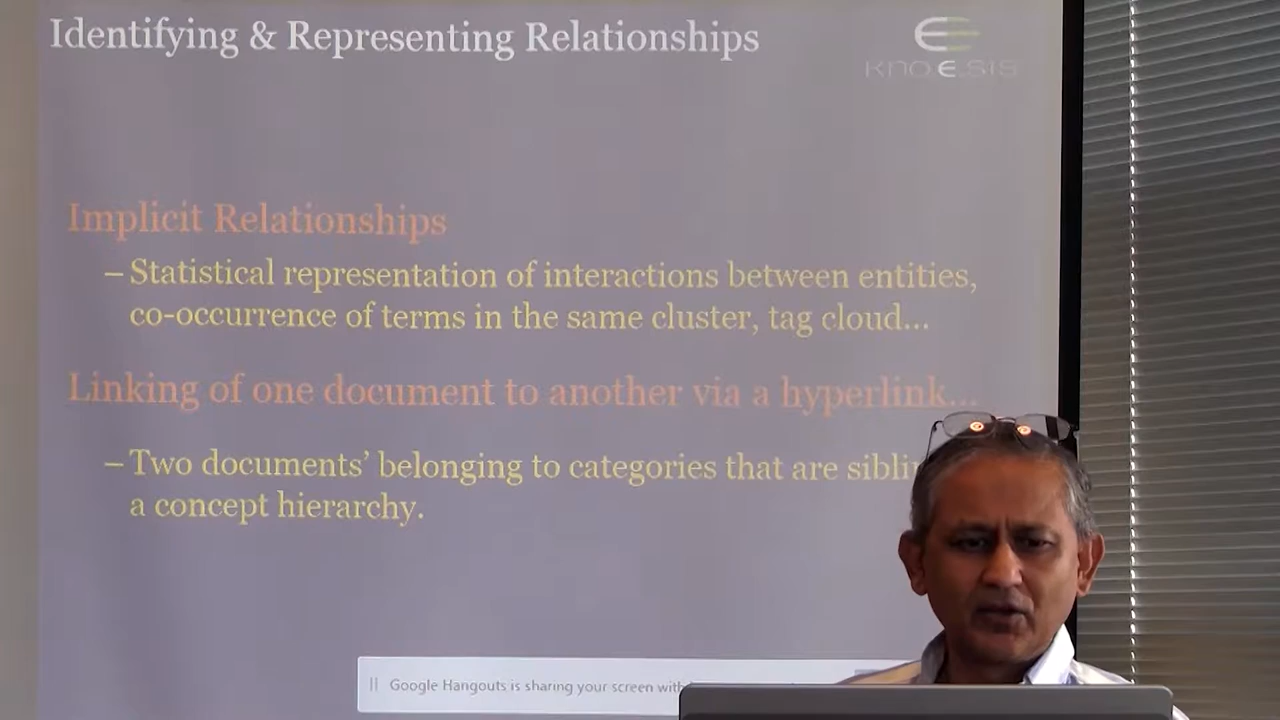 Identifying & Representing Relationships
KNO.E.SIS
Implicit Relationships
– Statistical representation of interactions between entities,
co-occurrence of terms in the same cluster, tag cloud...
Linking of one document to another via a hyperlink...
– Two documents’ belonging to categories that are
a concept hierarchy.
Google Hangouts is sharing your screen with